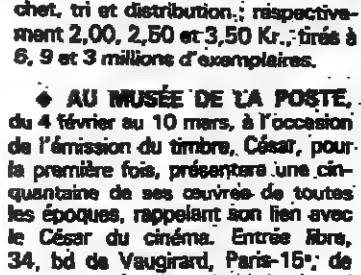 chet, tri et distribution ; respective-
ment 2,00, 2,50 et 3,50 Kr., tirés à
6, 9 et 3 millions d'exemplaires.
◆ AU MUSÉE DE LA POSTE,
du 4 février au 10 mars, à l'occasion
de l'émission du timbre, César, pour
la première fois, présentera une cin-
quantaine de ses œuvres de toutes
les époques, rappelant son lien avec
le César du cinéma. Entrée libre,
34, bd de Vaugirard, Paris-15ᵉ; de